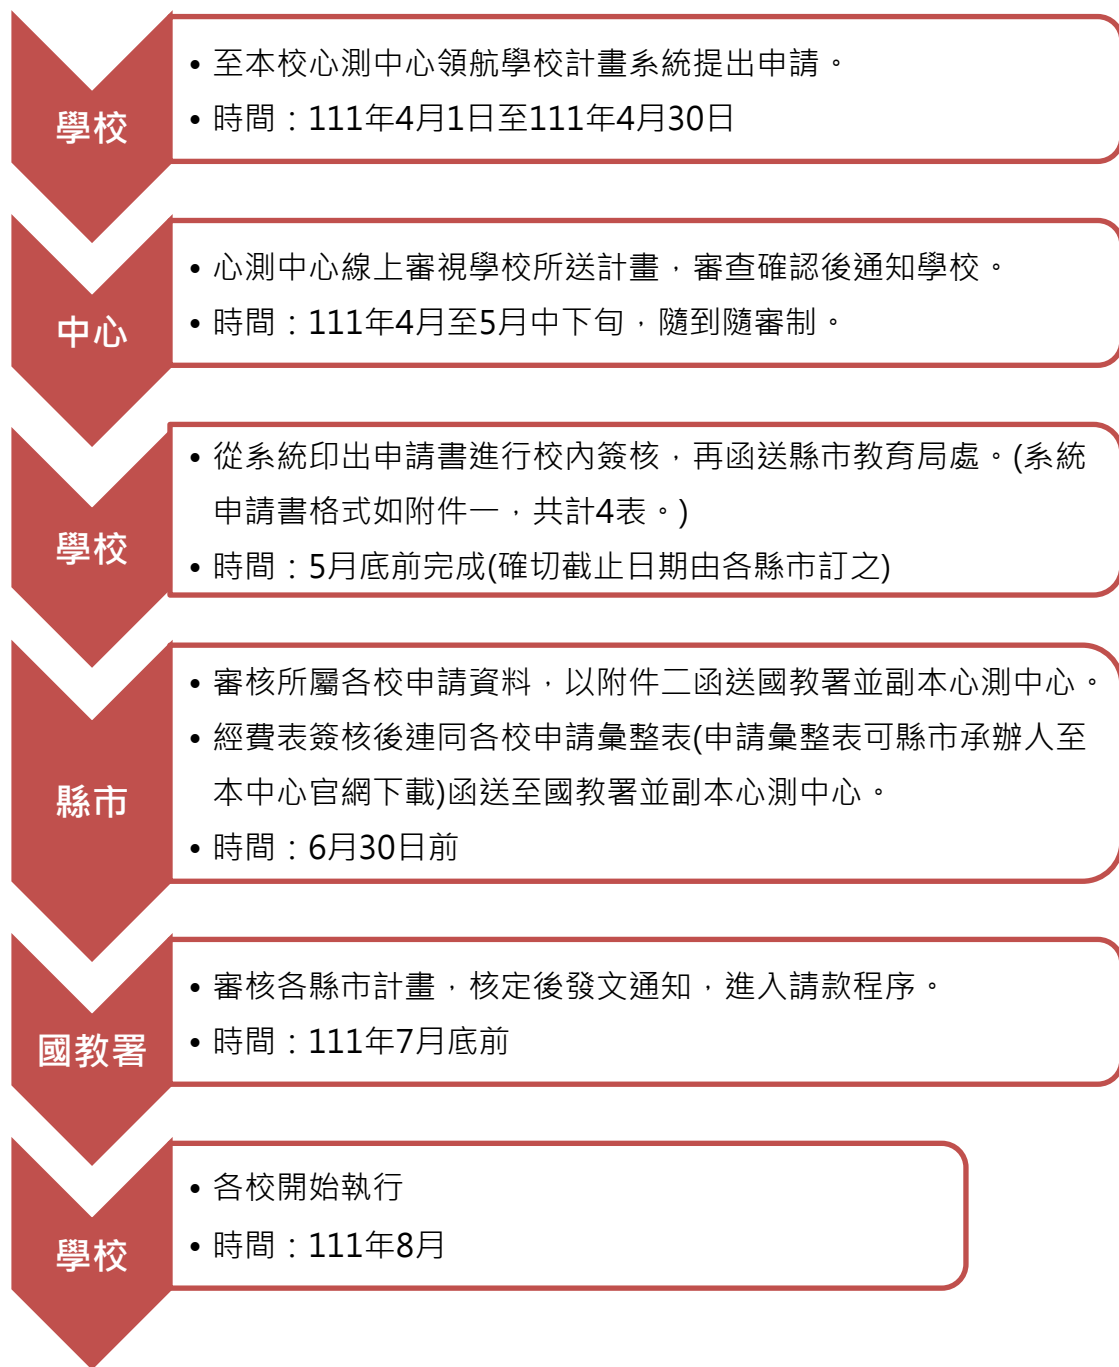 學校
• 至本校心測中心領航學校計畫系統提出申請。
• 時間：111年4月1日至111年4月30日
中心
• 心測中心線上審視學校所送計畫，審查確認後通知學校。
• 時間：111年4月至5月中下旬，隨到隨審制。
學校
• 從系統印出申請書進行校內簽核，再函送縣市教育局處。(系統
申請書格式如附件一，共計4表。)
• 時間：5月底前完成(確切截止日期由各縣市訂之)
縣市
• 審核所屬各校申請資料，以附件二函送國教署並副本心測中心。
• 經費表簽核後連同各校申請彙整表(申請彙整表可縣市承辦人至
本中心官網下載)函送至國教署並副本心測中心。
• 時間：6月30日前
國教署
• 審核各縣市計畫，核定後發文通知，進入請款程序。
• 時間：111年7月底前
學校
• 各校開始執行
• 時間：111年8月